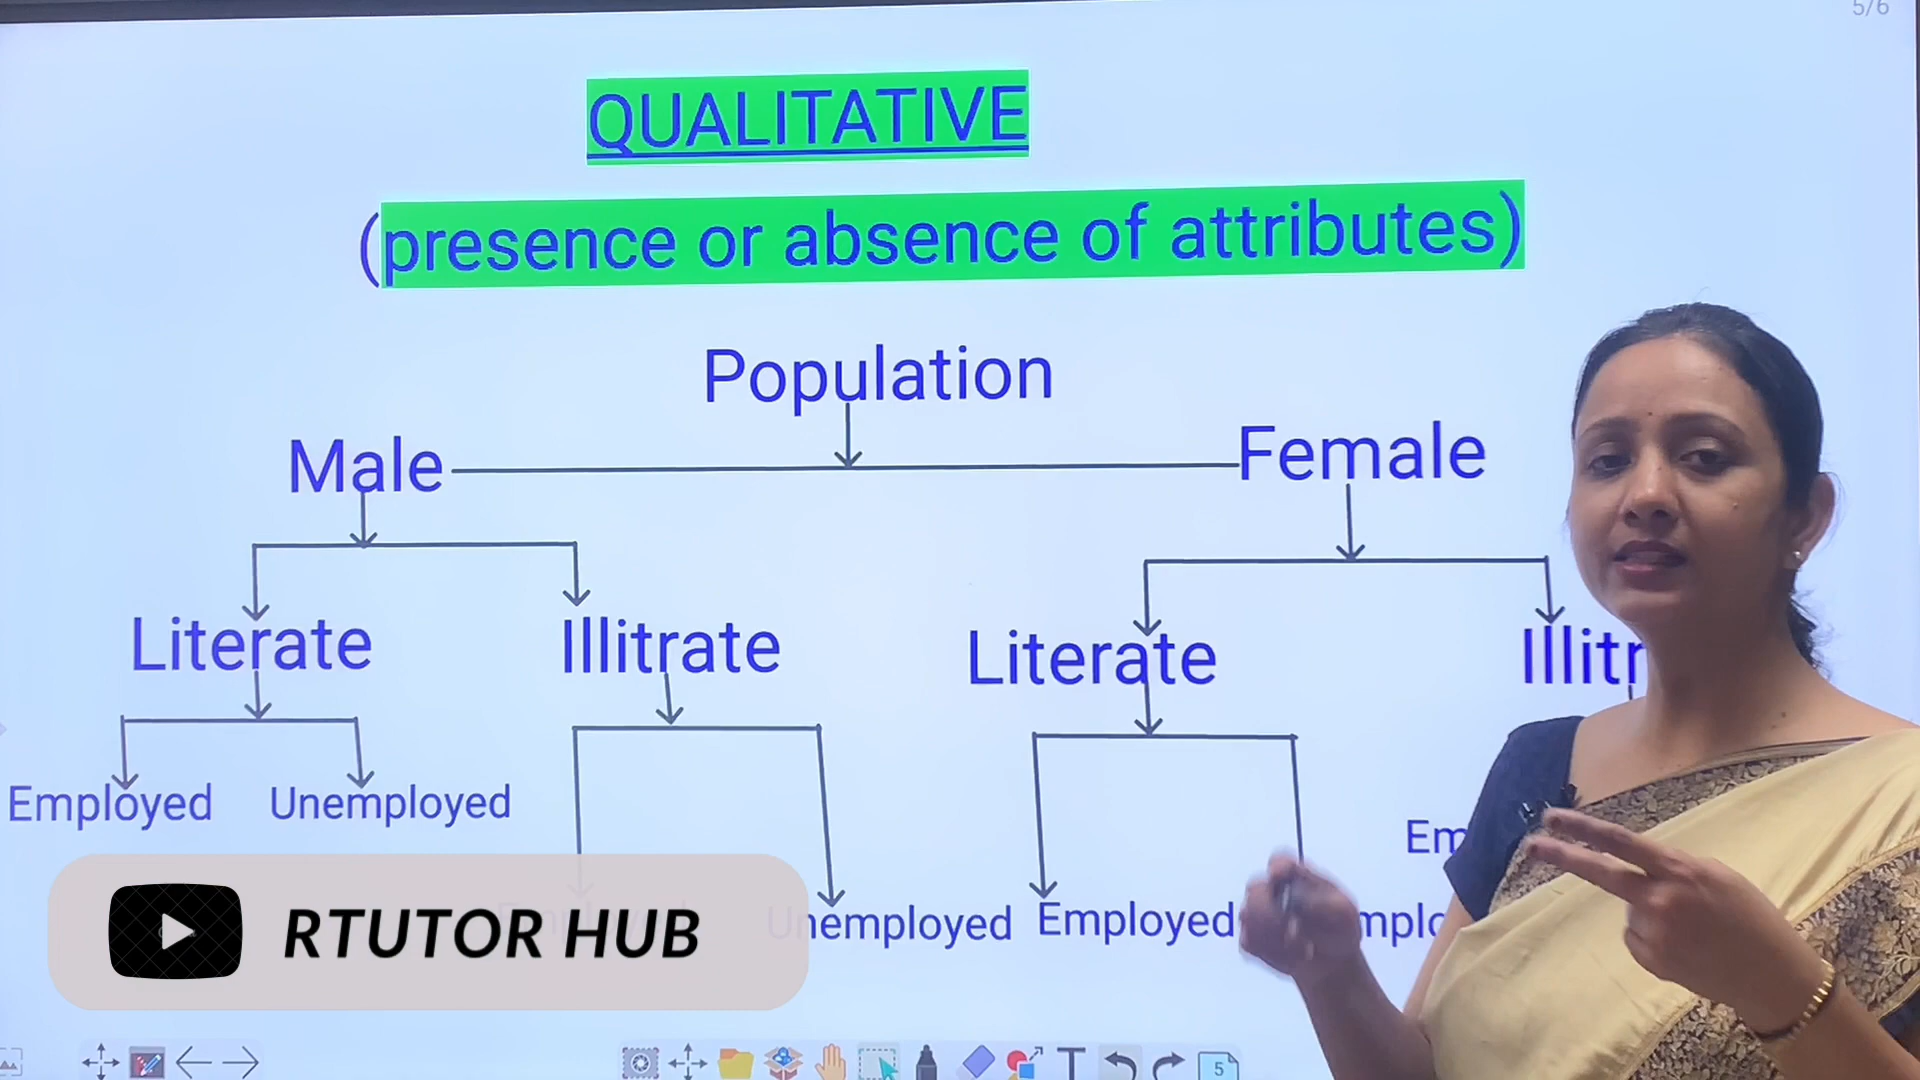 5/6
QUALITATIVE
(presence or absence of attributes)
Population
Male
Female
Literate
Illitrate
Literate
Employed
Unemployed
Unemployed
Employed
RTUTOR HUB
5